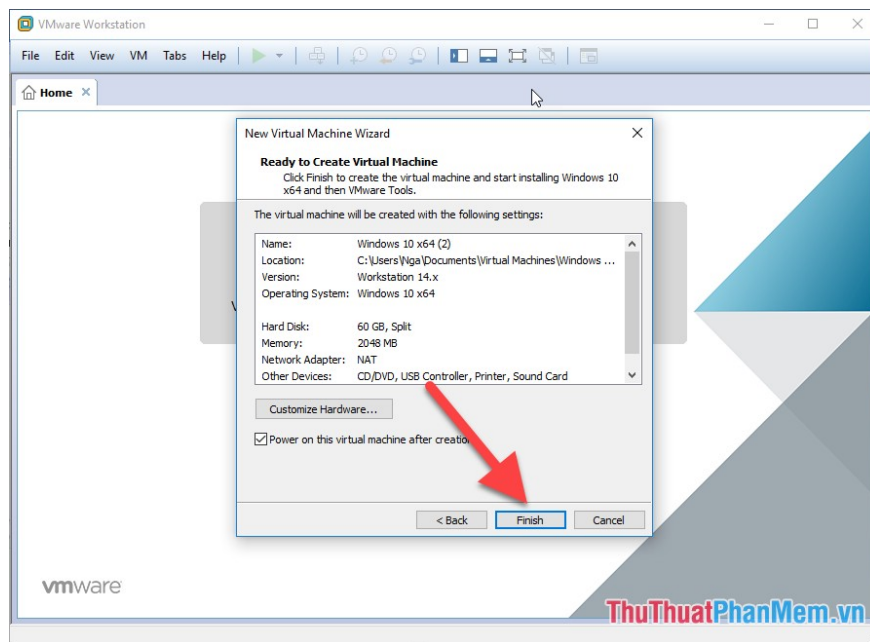 VMware Workstation
File Edit View VM Tabs Help
Home
New Virtual Machine Wizard
Ready to Create Virtual Machine
Click Finish to create the virtual machine and start installing Windows 10
x64 and then VMware Tools.
The virtual machine will be created with the following settings:
Name: Windows 10 x64 (2)
Location: C:\Users\Nga\Documents\Virtual Machines\Windows ...
Version: Workstation 14.x
Operating System: Windows 10 x64
Hard Disk: 60 GB, Split
Memory: 2048 MB
Network Adapter: NAT
Other Devices: CD/DVD, USB Controller, Printer, Sound Card
Customize Hardware...
Power on this virtual machine after creation
< Back Finish Cancel
vmware
ThuThuatPhanMem.vn